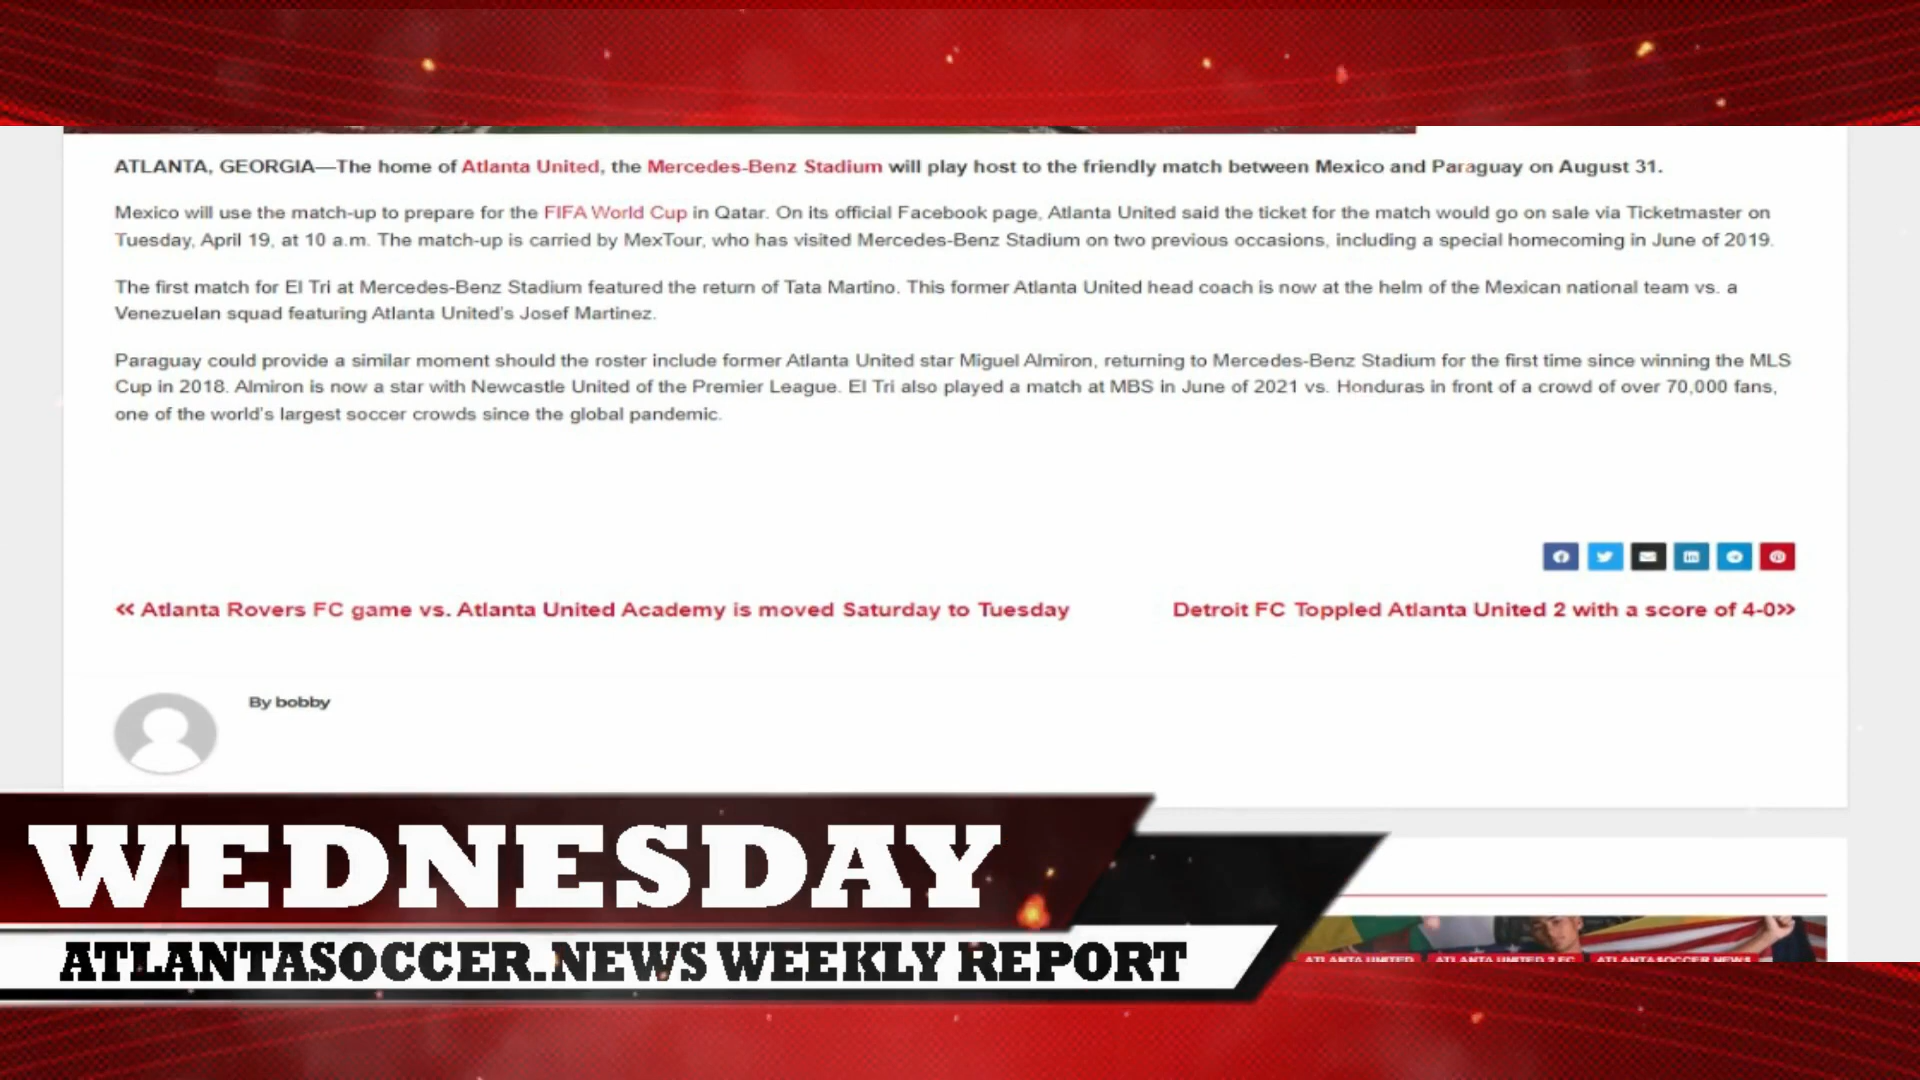 ATLANTA, GEORGIA—The home of Atlanta United, the Mercedes-Benz Stadium will play host to the friendly match between Mexico and Paraguay on August 31.
Mexico will use the match-up to prepare for the FIFA World Cup in Qatar. On its official Facebook page, Atlanta United said the ticket for the match would go on sale via Ticketmaster on
Tuesday, April 19, at 10 a.m. The match-up is carried by MexTour, who has visited Mercedes-Benz Stadium on two previous occasions, including a special homecoming in June of 2019.
The first match for El Tri at Mercedes-Benz Stadium featured the return of Tata Martino. This former Atlanta United head coach is now at the helm of the Mexican national team vs. a
Venezuelan squad featuring Atlanta United's Josef Martinez.
Paraguay could provide a similar moment should the roster include former Atlanta United star Miguel Almiron, returning to Mercedes-Benz Stadium for the first time since winning the MLS
Cup in 2018. Almiron is now a star with Newcastle United of the Premier League. El Tri also played a match at MBS in June of 2021 vs. Honduras in front of a crowd of over 70,000 fans,
one of the world's largest soccer crowds since the global pandemic.
« Atlanta Rovers FC game vs. Atlanta United Academy is moved Saturday to Tuesday
Detroit FC Toppled Atlanta United 2 with a score of 4-0»
By bobby
WEDNESDAY
ATLANTASOCCER.NEWS WEEKLY REPORT
ATLANTA UNITED ATLANTA UNITED 2 FC ATLANTASOCCER NEWS